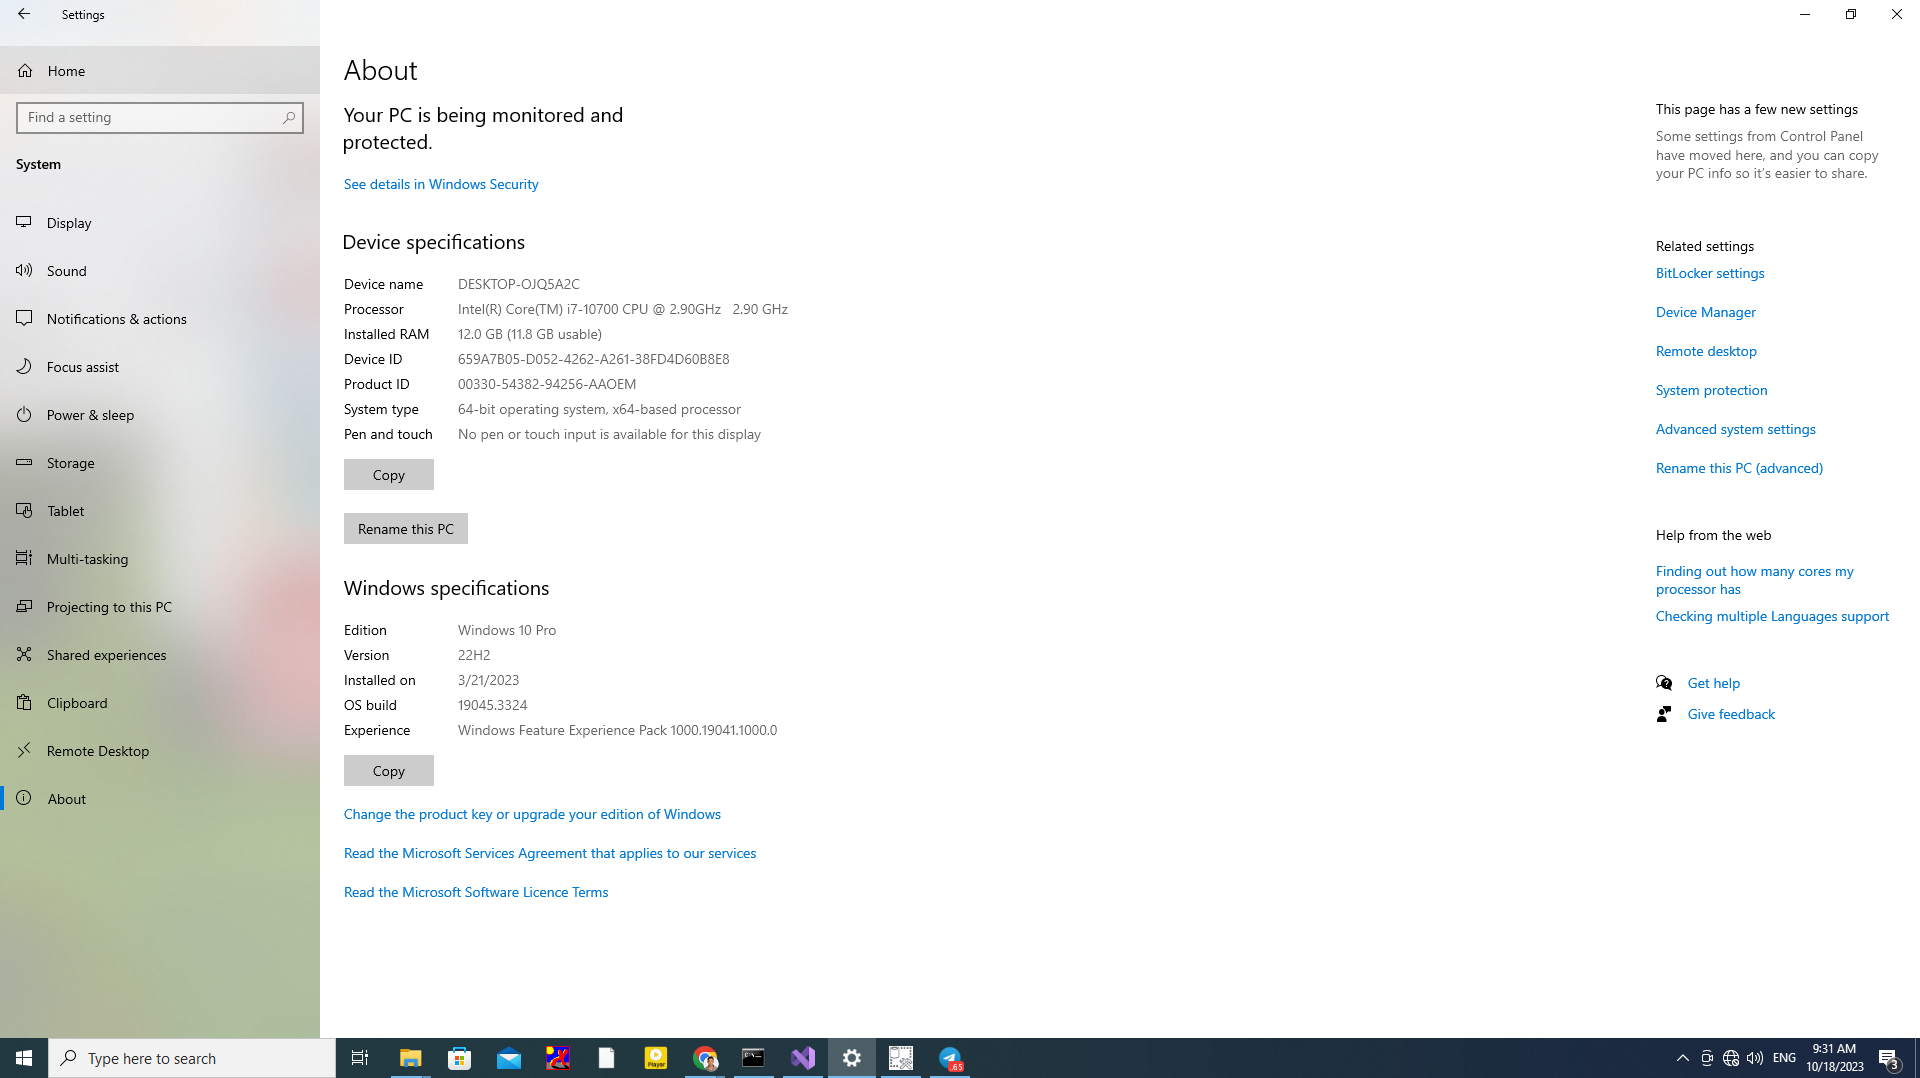 Settings
Home
Find a setting
System
Display
Sound
Notifications & actions
Focus assist
Power & sleep
Storage
Tablet
Multi-tasking
Projecting to this PC
Shared experiences
Clipboard
Remote Desktop
About
About
Your PC is being monitored and
protected.
See details in Windows Security
Device specifications
Device name DESKTOP-OJQ5A2C
Processor Intel(R) Core(TM) i7-10700 CPU @ 2.90GHz 2.90 GHz
Installed RAM 12.0 GB (11.8 GB usable)
Device ID 659A7B05-D052-4262-A261-38FD4D60B8E8
Product ID 00330-54382-94256-AAOEM
System type 64-bit operating system, x64-based processor
Pen and touch No pen or touch input is available for this display
Copy
Rename this PC
Windows specifications
Edition Windows 10 Pro
Version 22H2
Installed on 3/21/2023
OS build 19045.3324
Experience Windows Feature Experience Pack 1000.19041.1000.0
Copy
Change the product key or upgrade your edition of Windows
Read the Microsoft Services Agreement that applies to our services
Read the Microsoft Software Licence Terms
This page has a few new settings
Some settings from Control Panel
have moved here, and you can copy
your PC info so it's easier to share.
Related settings
BitLocker settings
Device Manager
Remote desktop
System protection
Advanced system settings
Rename this PC (advanced)
Help from the web
Finding out how many cores my
processor has
Checking multiple Languages support
Get help
Give feedback
Type here to search
Player
65
ENG
9:31 AM
10/18/2023
3